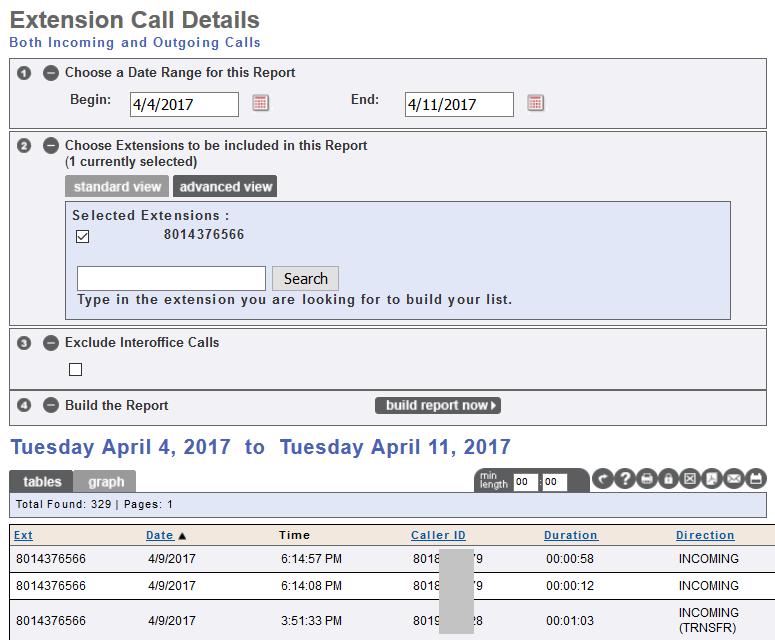 Extension Call Details
Both Incoming and Outgoing Calls
1 Choose a Date Range for this Report
Begin: 4/4/2017 End: 4/11/2017
2 Choose Extensions to be included in this Report
(1 currently selected)
standard view advanced view
Selected Extensions :
8014376566
Search
Type in the extension you are looking for to build your list.
3 Exclude Interoffice Calls
4 Build the Report build report now
Tuesday April 4, 2017 to Tuesday April 11, 2017
tables graph min length 00 : 00
Total Found: 329 | Pages: 1
Ext Date Time Caller ID Duration Direction
8014376566 4/9/2017 6:14:57 PM 8018 9 00:00:58 INCOMING
8014376566 4/9/2017 6:14:08 PM 8018 9 00:00:12 INCOMING
8014376566 4/9/2017 3:51:33 PM 8019 8 00:01:03 INCOMING
(TRNSFR)